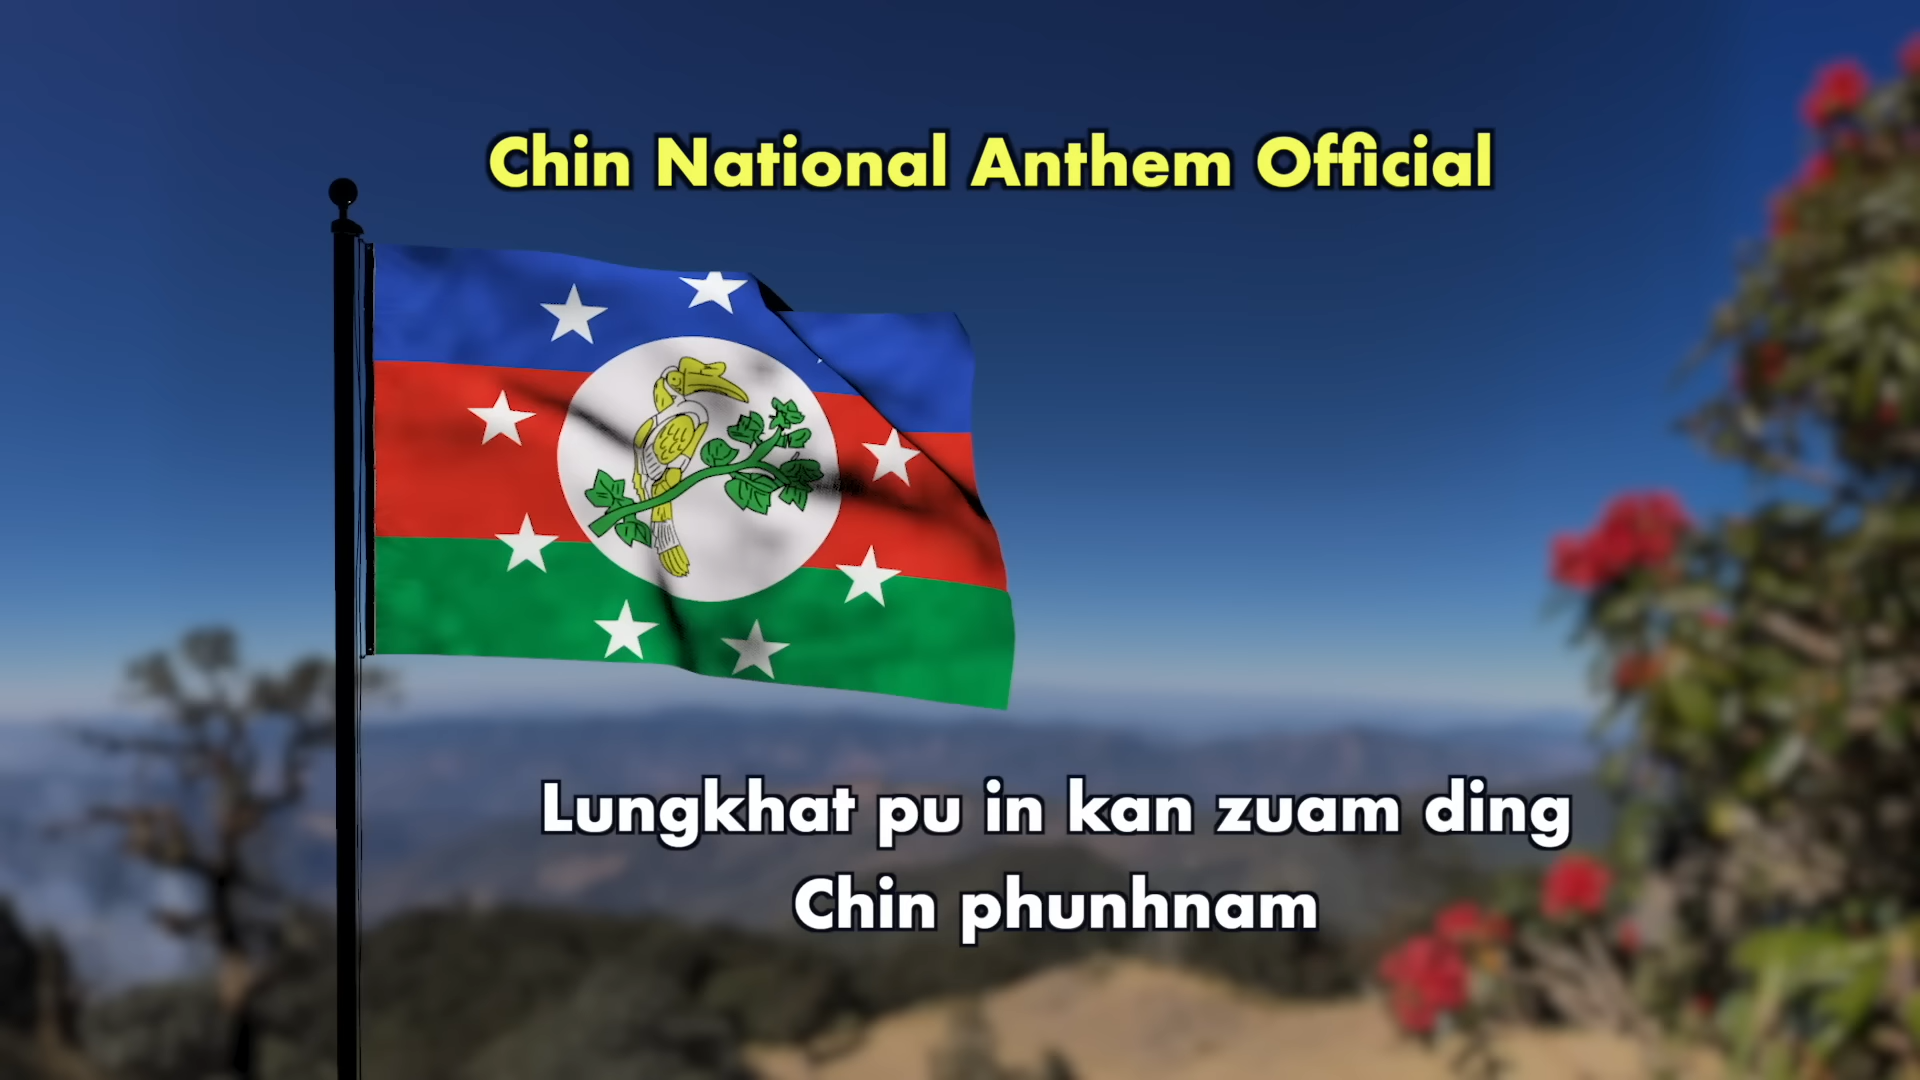 Chin National Anthem Official
Lungkhat pu in kan zuam ding
Chin phunhnam